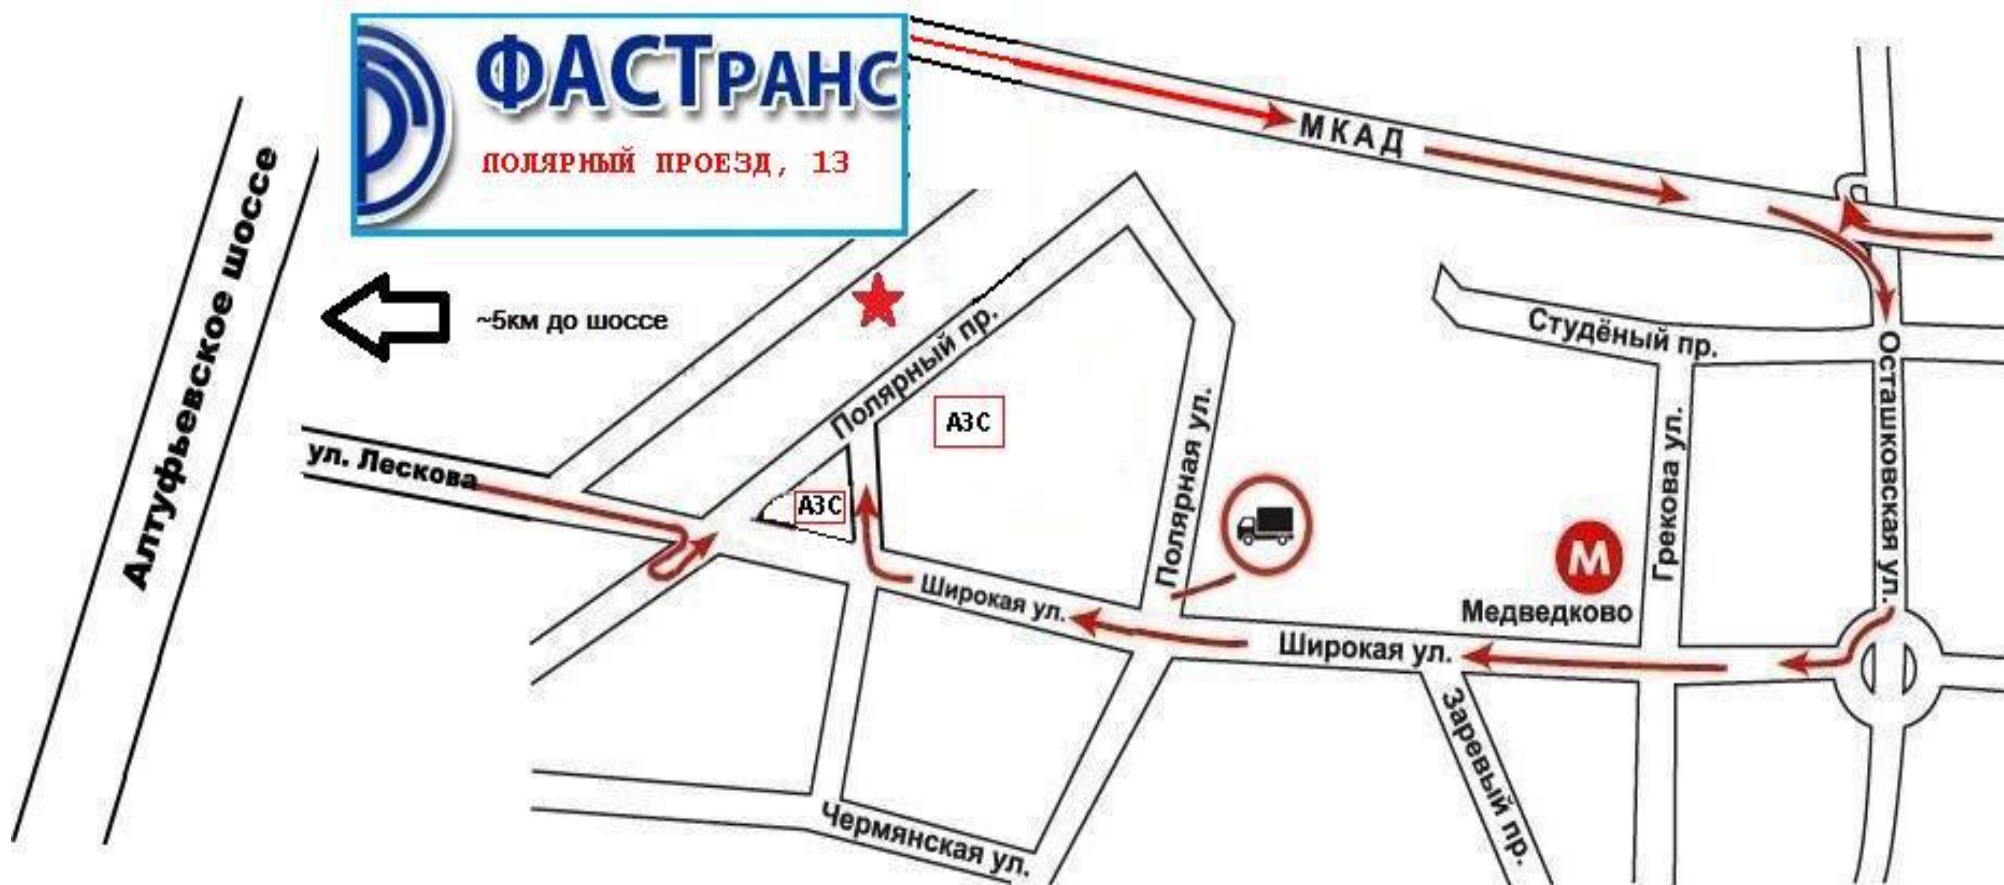 ФАСТРАНС
ПОЛЯРНЫЙ ПРОЕЗД, 13
МКАД
Алтуфьевское шоссе
~5км до шоссе
Полярный пр.
Студёный пр.
Осташковская ул.
АЗС
Полярная ул.
Грекова ул.
ул. Лескова
АЗС
М
Медведково
Широкая ул.
Широкая ул.
Заревый пр.
Чермянская ул.